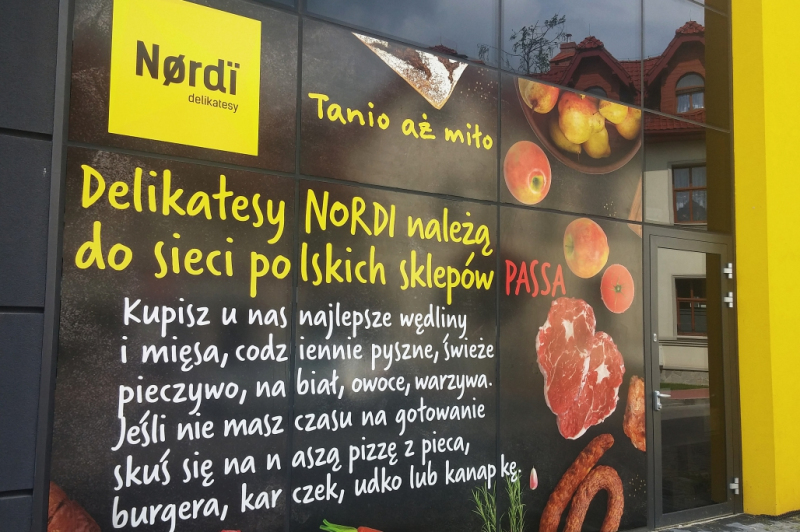 Nørdï
delikatesy
Tanio aż miło
Delikatesy NORDI należą
do sieci polskich sklepów PASSA
Kupisz u nas najlepsze wędliny
i mięsa, codziennie pyszne, świeże
pieczywo, nabiał, owoce, warzywa.
Jeśli nie masz czasu na gotowanie
skuś się na naszą pizzę z pieca,
burgera, karczek, udko lub kanapkę.